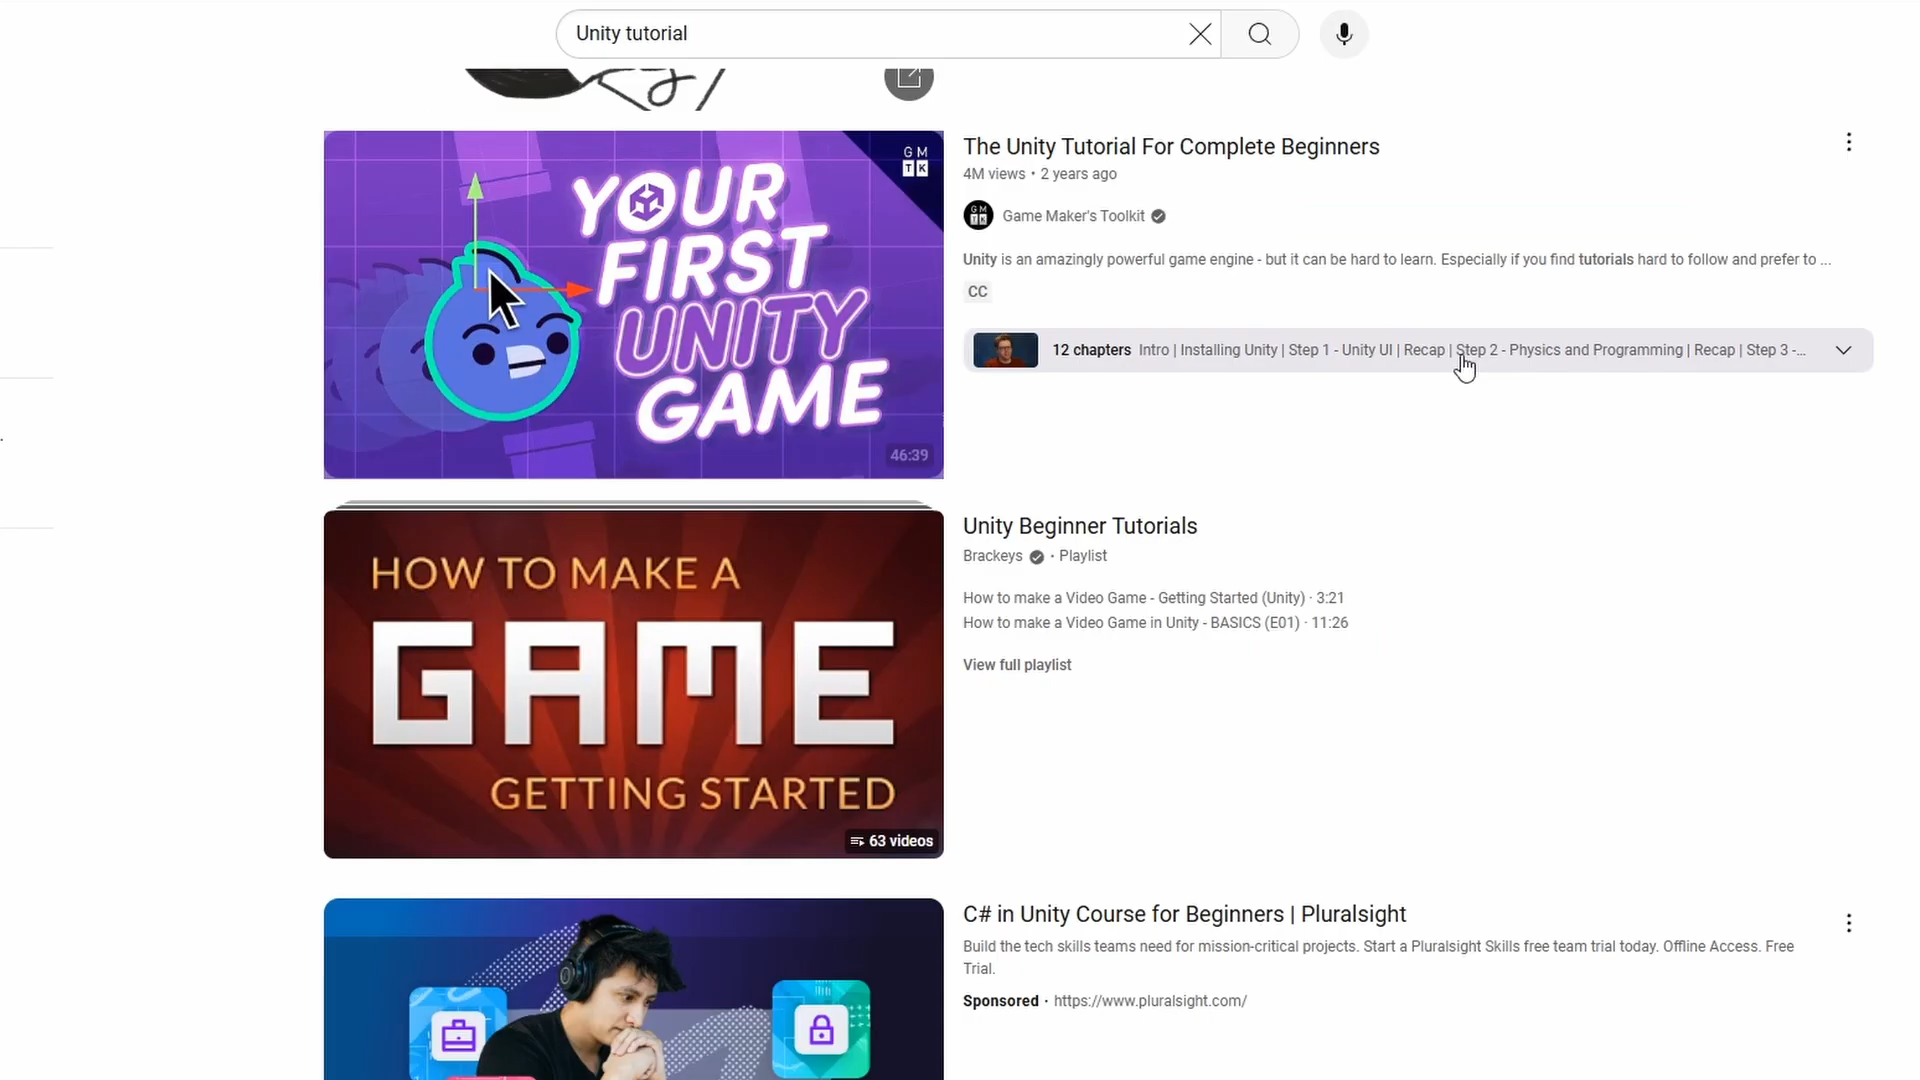 Unity tutorial
YOUR
FIRST
UNITY
GAME
G M
T K
46:39
The Unity Tutorial For Complete Beginners
4M views • 2 years ago
Game Maker's Toolkit
Unity is an amazingly powerful game engine - but it can be hard to learn. Especially if you find tutorials hard to follow and prefer to ...
CC
12 chapters Intro | Installing Unity | Step 1 - Unity UI | Recap | Step 2 - Physics and Programming | Recap | Step 3 -...
HOW TO MAKE A
GAME
GETTING STARTED
63 videos
Unity Beginner Tutorials
Brackeys • Playlist
How to make a Video Game - Getting Started (Unity) · 3:21
How to make a Video Game in Unity - BASICS (E01) · 11:26
View full playlist
C# in Unity Course for Beginners | Pluralsight
Build the tech skills teams need for mission-critical projects. Start a Pluralsight Skills free team trial today. Offline Access. Free
Trial.
Sponsored · https://www.pluralsight.com/